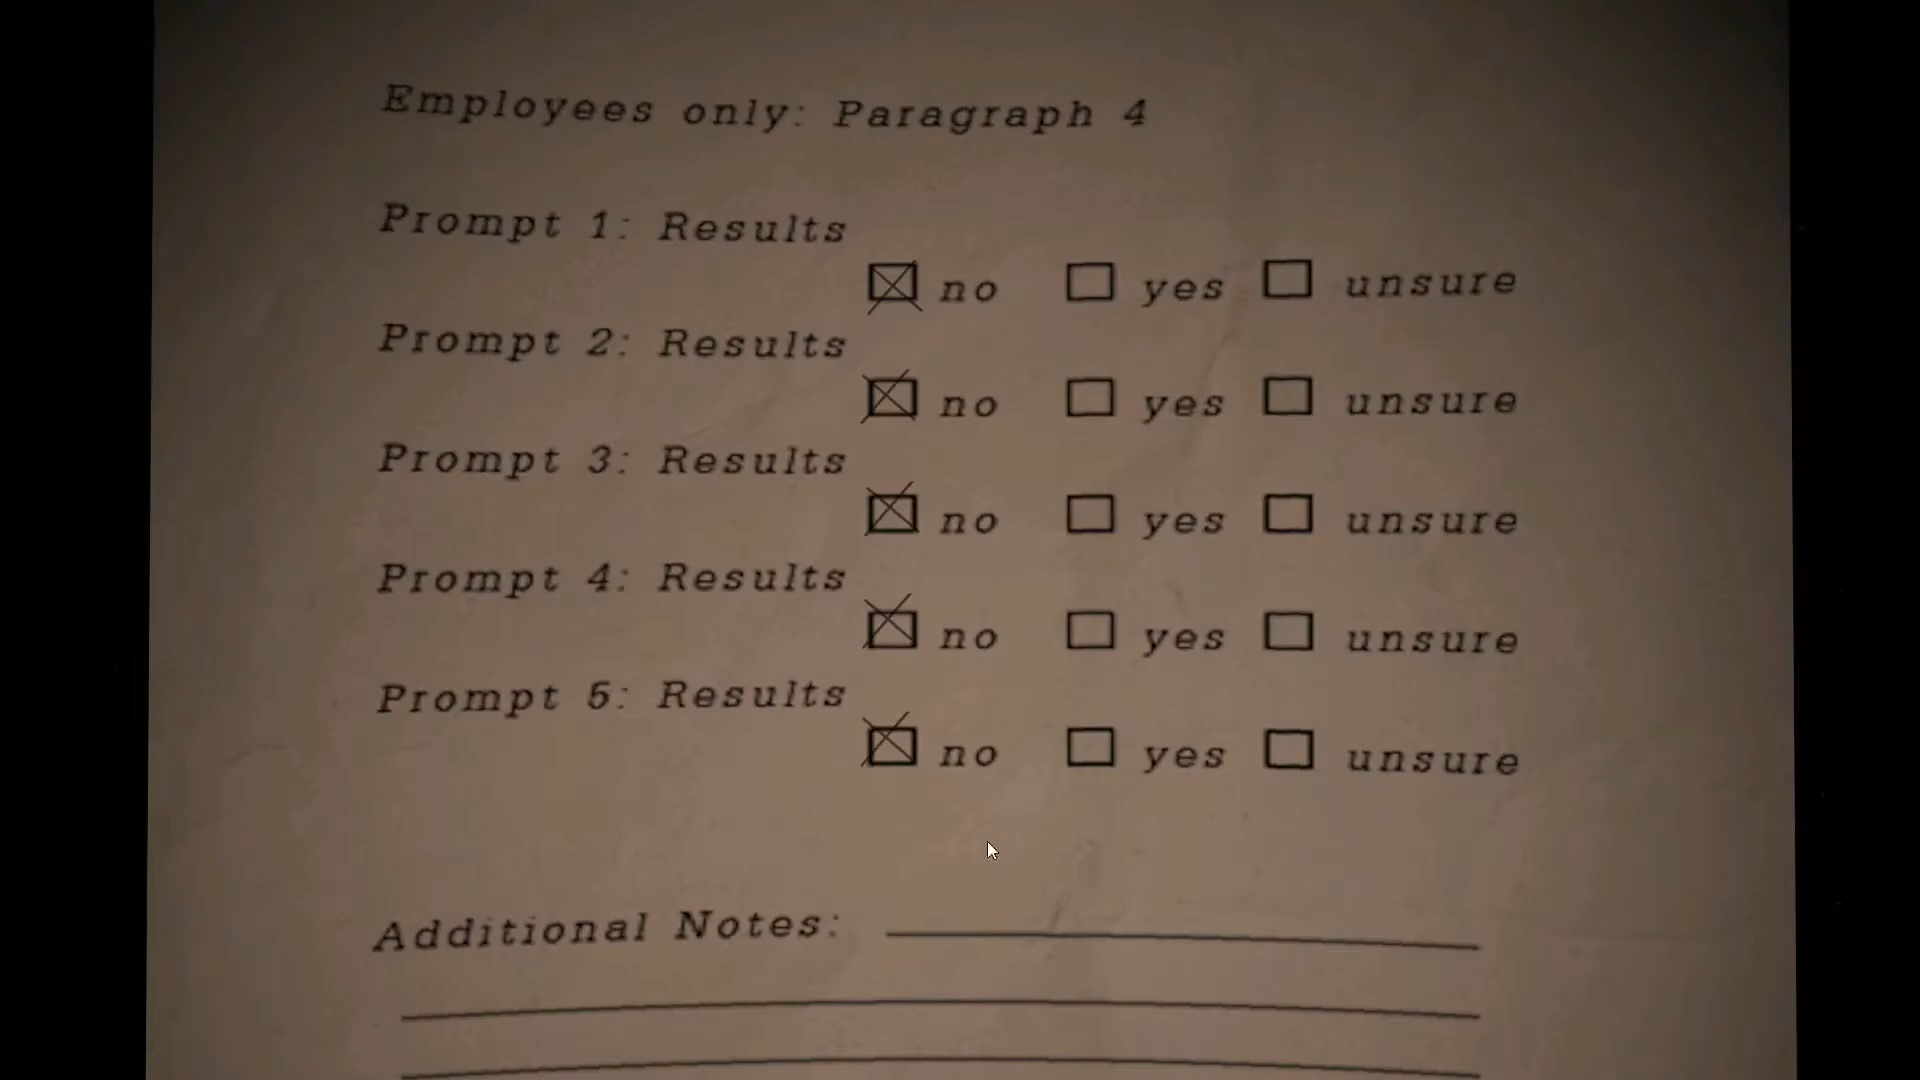 Employees only: Paragraph 4
Prompt 1: Results
no yes unsure
Prompt 2: Results
no yes unsure
Prompt 3: Results
no yes unsure
Prompt 4: Results
no yes unsure
Prompt 5: Results
no yes unsure
Additional Notes: